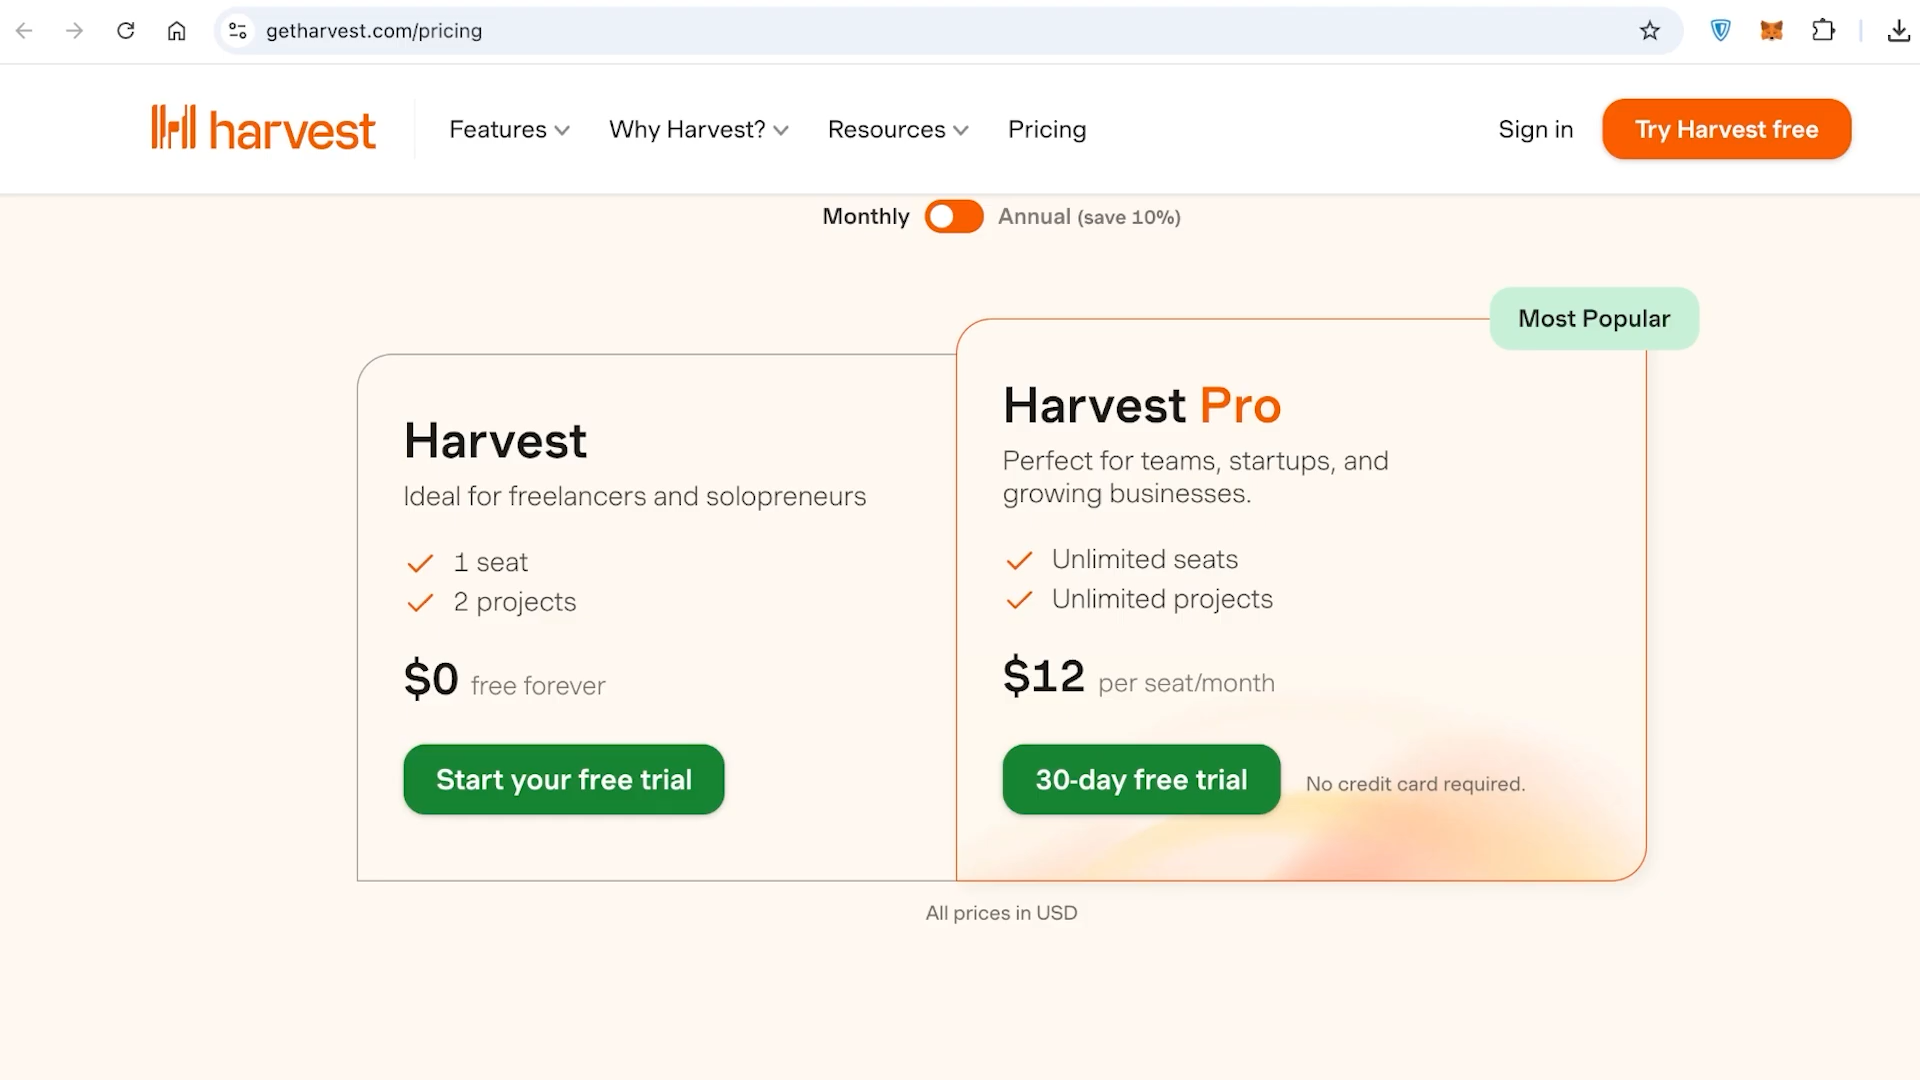 getharvest.com/pricing
harvest
Features
Why Harvest?
Resources
Pricing
Sign in
Try Harvest free
Monthly
Annual (save 10%)
Most Popular
Harvest
Ideal for freelancers and solopreneurs
1 seat
2 projects
$0 free forever
Start your free trial
Harvest Pro
Perfect for teams, startups, and
growing businesses.
Unlimited seats
Unlimited projects
$12 per seat/month
30-day free trial
No credit card required.
All prices in USD